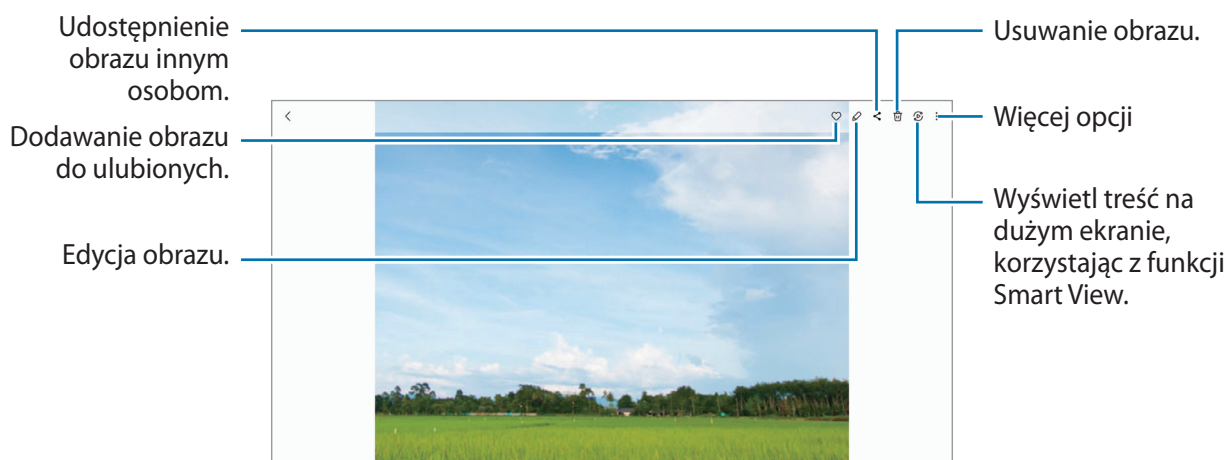 Udostępnienie
obrazu innym
osobom.
Dodawanie obrazu
do ulubionych.
Edycja obrazu.
Usuwanie obrazu.
Więcej opcji
Wyświetl treść na
dużym ekranie,
korzystając z funkcji
Smart View.